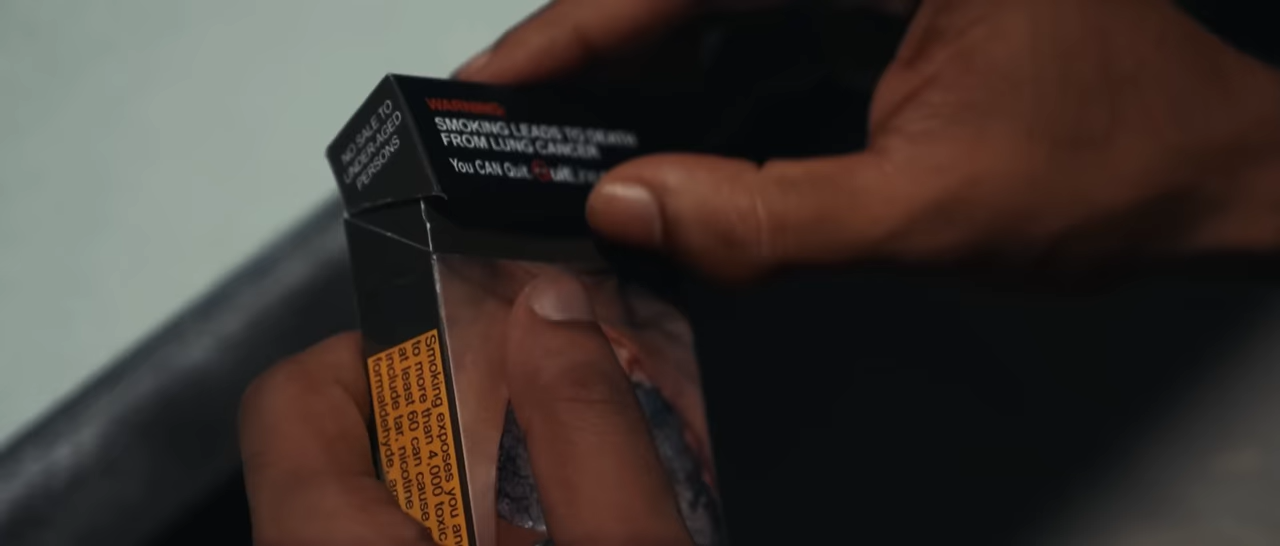 NO SALE TO
UNDER-AGED
PERSONS
WARNING:
SMOKING LEADS TO DEATH
FROM LUNG CANCER
You CAN Quit.
Smoking exposes you an
to more than 4,000 toxic
at least 60 can cause
include tar, nicotine
formaldehyde,